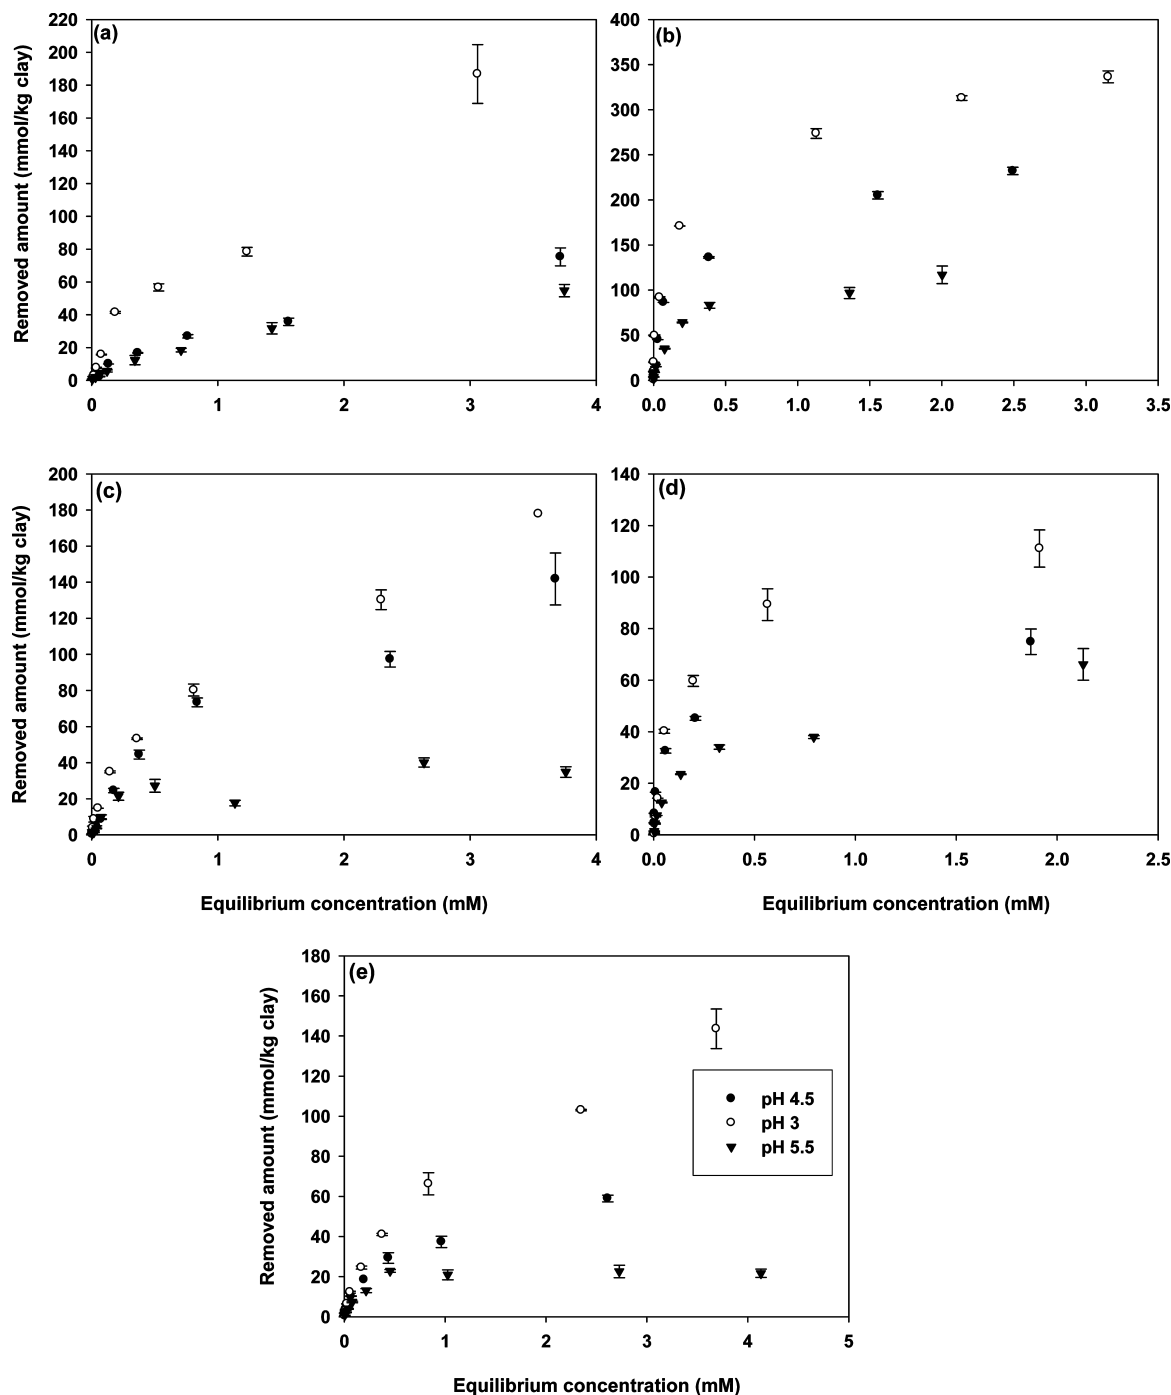 (a)
Removed amount (mmol/kg clay)
220
200
180
160
140
120
100
80
60
40
20
0
0 1 2 3 4
(b)
400
350
300
250
200
150
100
50
0
0.0 0.5 1.0 1.5 2.0 2.5 3.0 3.5
(c)
Removed amount (mmol/kg clay)
200
180
160
140
120
100
80
60
40
20
0
0 1 2 3 4
Equilibrium concentration (mM)
(d)
140
120
100
80
60
40
20
0
0.0 0.5 1.0 1.5 2.0 2.5
Equilibrium concentration (mM)
(e)
Removed amount (mmol/kg clay)
180
160
140
120
100
80
60
40
20
0
pH 4.5
pH 3
pH 5.5
0 1 2 3 4 5
Equilibrium concentration (mM)